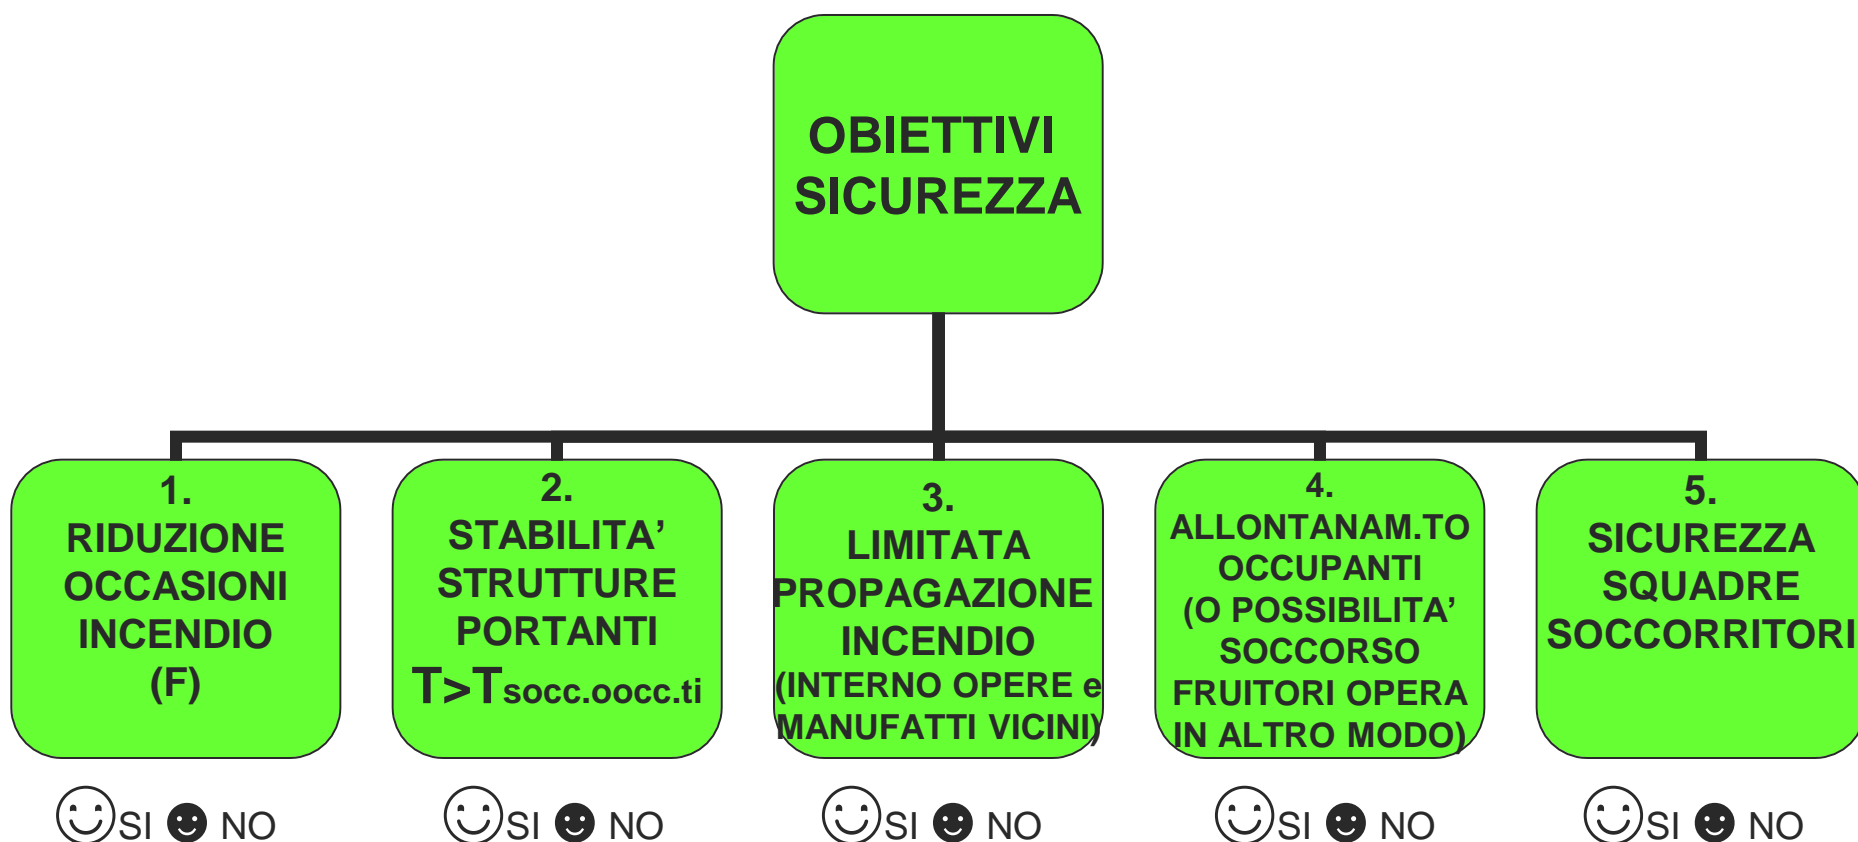 OBIETTIVI
SICUREZZA
1.
RIDUZIONE
OCCASIONI
INCENDIO
(F)
2.
STABILITA’
STRUTTURE
PORTANTI
T>Tsocc.oocc.ti
3.
LIMITATA
PROPAGAZIONE
INCENDIO
(INTERNO OPERE e
MANUFATTI VICINI)
4.
ALLONTANAM.TO
OCCUPANTI
(O POSSIBILITA’
SOCCORSO
FRUITORI OPERA
IN ALTRO MODO)
5.
SICUREZZA
SQUADRE
SOCCORRITORI
SI NO
SI NO
SI NO
SI NO
SI NO